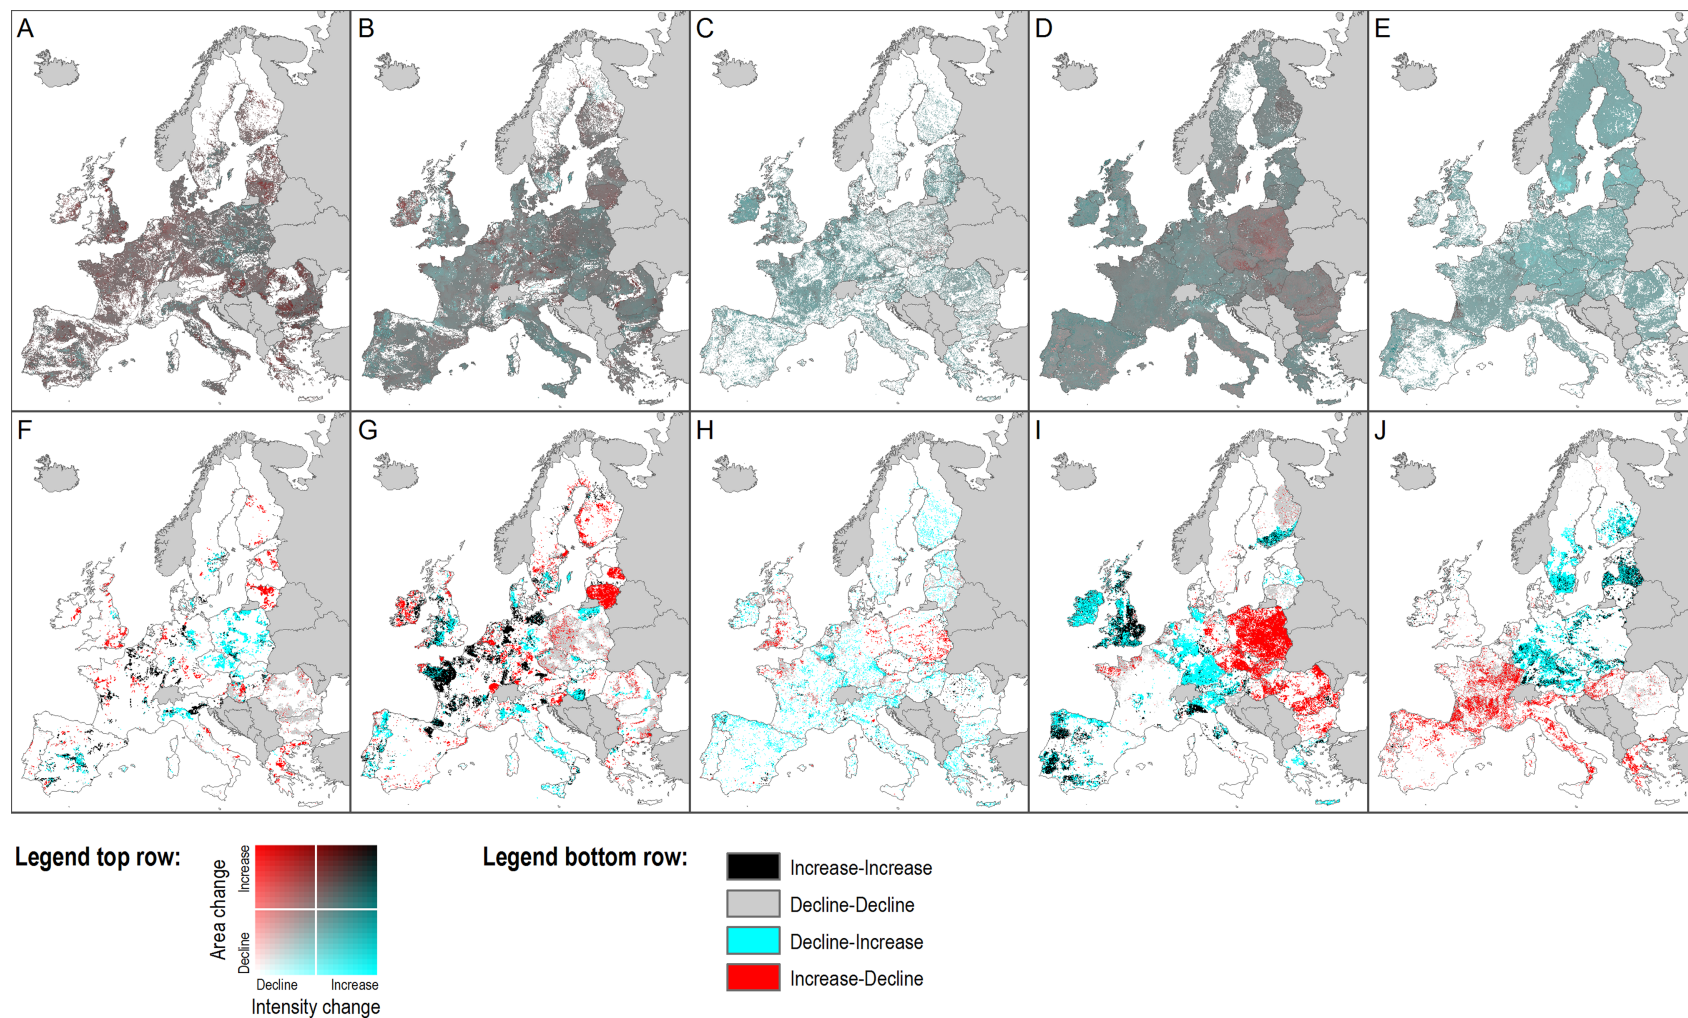 A
B
C
D
E
F
G
H
I
J
Legend top row:
Area change
Increase
Decline
Decline
Increase
Intensity change
Legend bottom row:
Increase-Increase
Decline-Decline
Decline-Increase
Increase-Decline